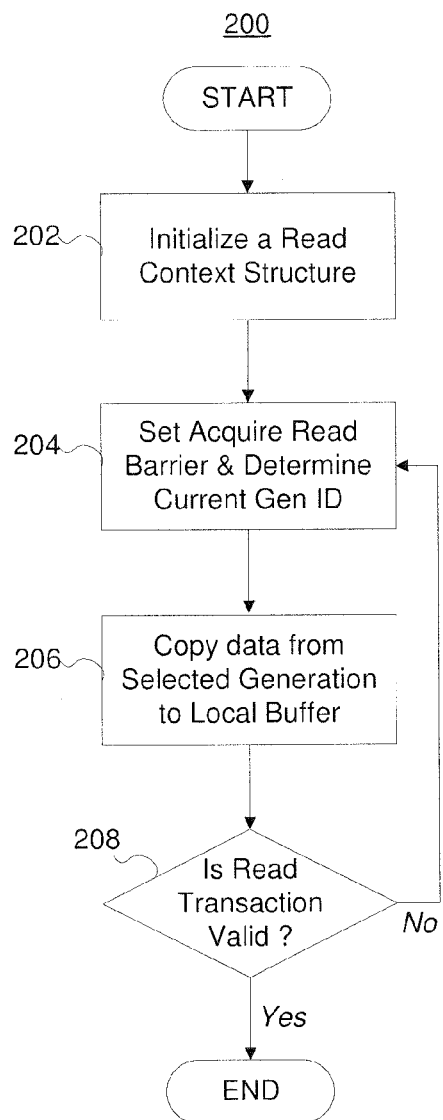 200
START
202
Initialize a Read
Context Structure
204
Set Acquire Read
Barrier & Determine
Current Gen ID
206
Copy data from
Selected Generation
to Local Buffer
208
Is Read
Transaction
Valid ?
No
Yes
END